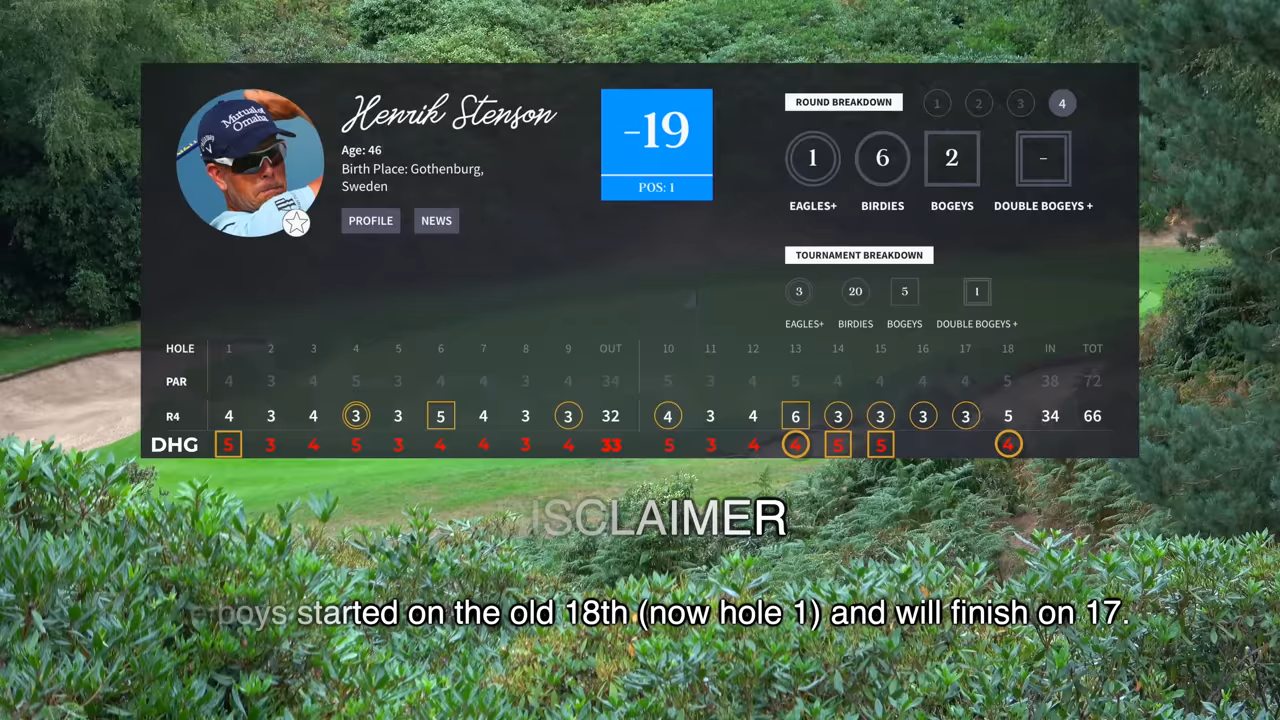 Mutual of Omaha
Henrik Stenson
Age: 46
Birth Place: Gothenburg,
Sweden
PROFILE NEWS
-19
POS: 1
ROUND BREAKDOWN 1 2 3 4
1 6 2 -
EAGLES+ BIRDIES BOGEYS DOUBLE BOGEYS +
TOURNAMENT BREAKDOWN
3 20 5 1
EAGLES+ BIRDIES BOGEYS DOUBLE BOGEYS +
HOLE 1 2 3 4 5 6 7 8 9 OUT 10 11 12 13 14 15 16 17 18 IN TOT
PAR 4 3 4 5 3 4 4 3 4 34 5 3 4 5 4 4 4 4 5 38 72
R4 4 3 4 3 3 5 4 3 3 32 4 3 4 6 3 3 3 3 5 34 66
DHG 5 3 4 5 3 4 4 3 4 33 5 3 4 4 5 5 4
ISCLAIMER
boys started on the old 18th (now hole 1) and will finish on 17.